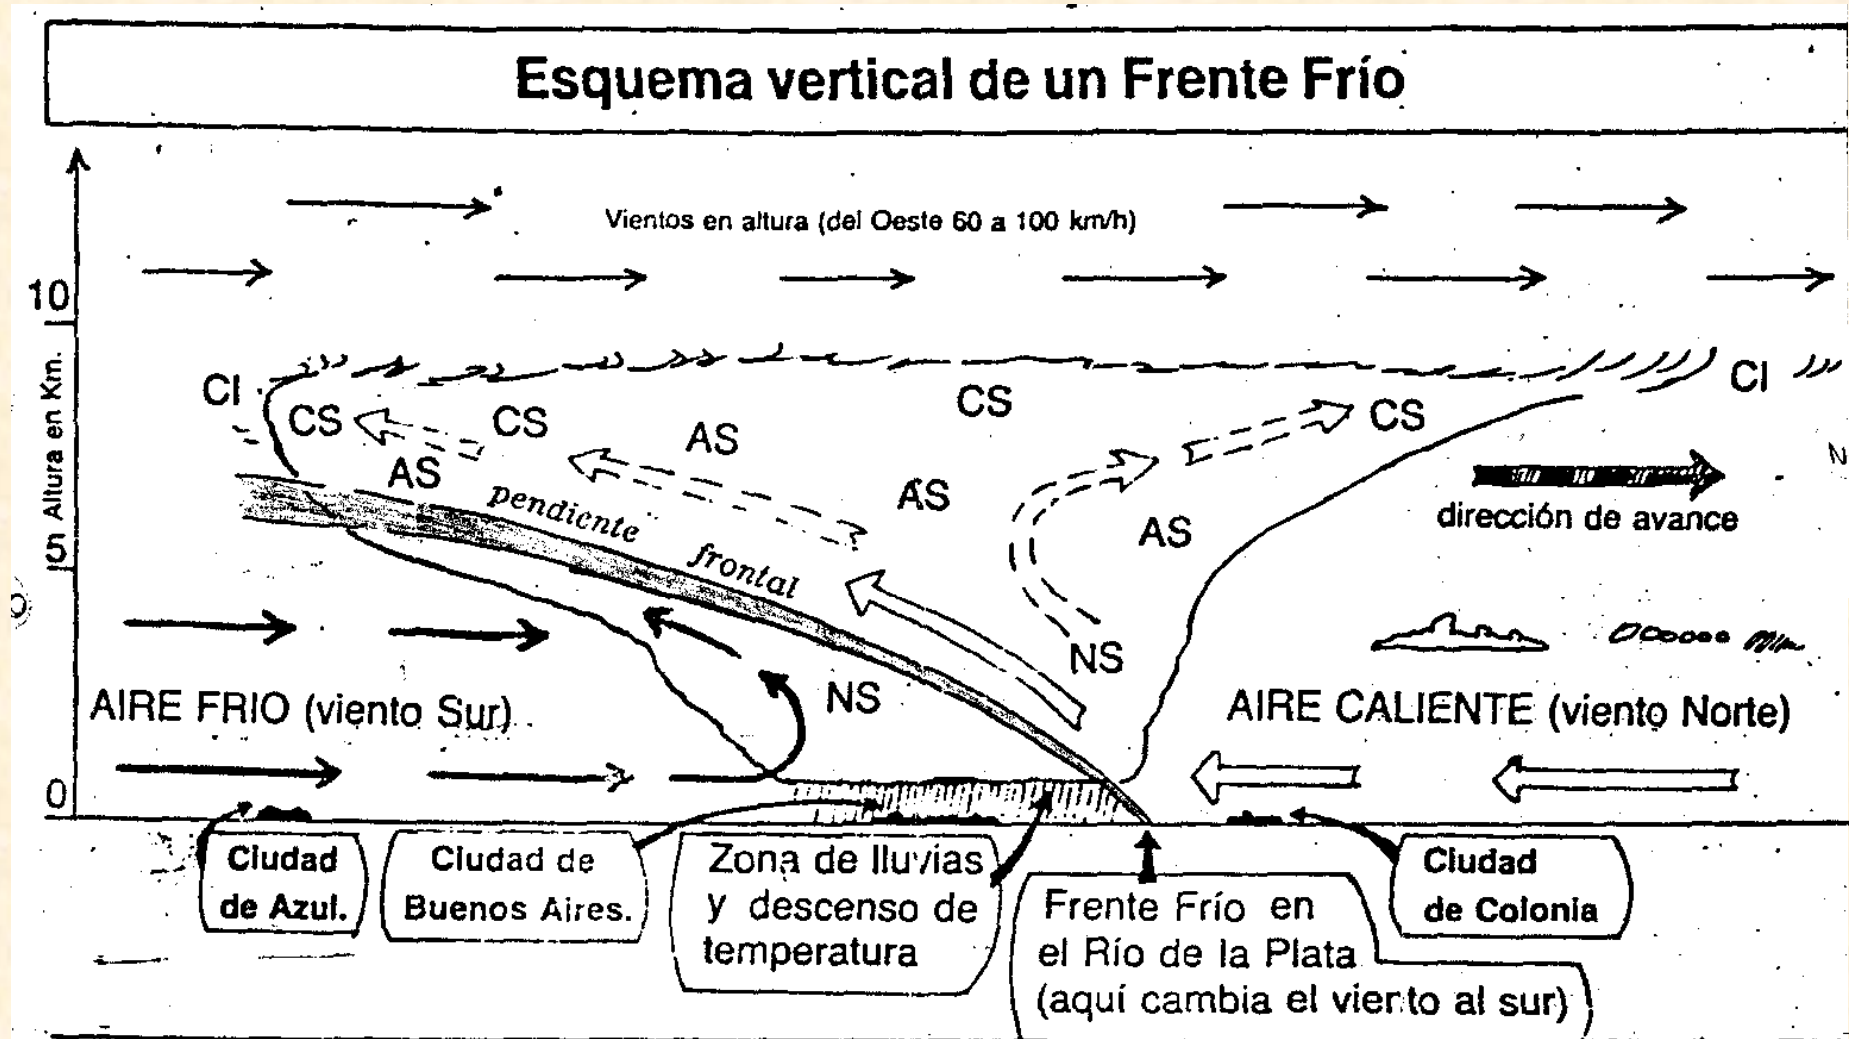 Esquema vertical de un Frente Frío
Vientos en altura (del Oeste 60 a 100 km/h)
10
Altura en Km.
5
0
CI
CS
CS
CS
CS
CI
AS
AS
AS
AS
pendiente frontal
dirección de avance
N
NS
NS
AIRE FRIO (viento Sur)
AIRE CALIENTE (viento Norte)
Ciudad
de Azul.
Ciudad de
Buenos Aires.
Zona de lluvias
y descenso de
temperatura
Frente Frío en
el Río de la Plata
(aquí cambia el viento al sur)
Ciudad
de Colonia